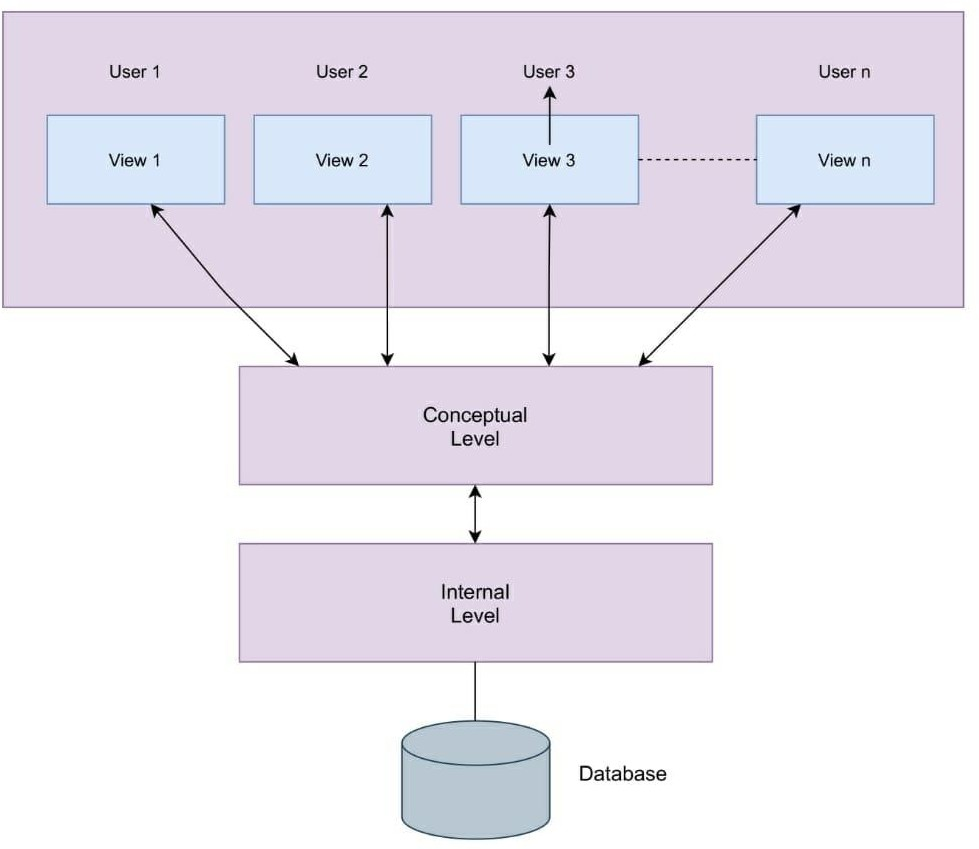 User 1
User 2
User 3
User n
View 1
View 2
View 3
View n
Conceptual
Level
Internal
Level
Database